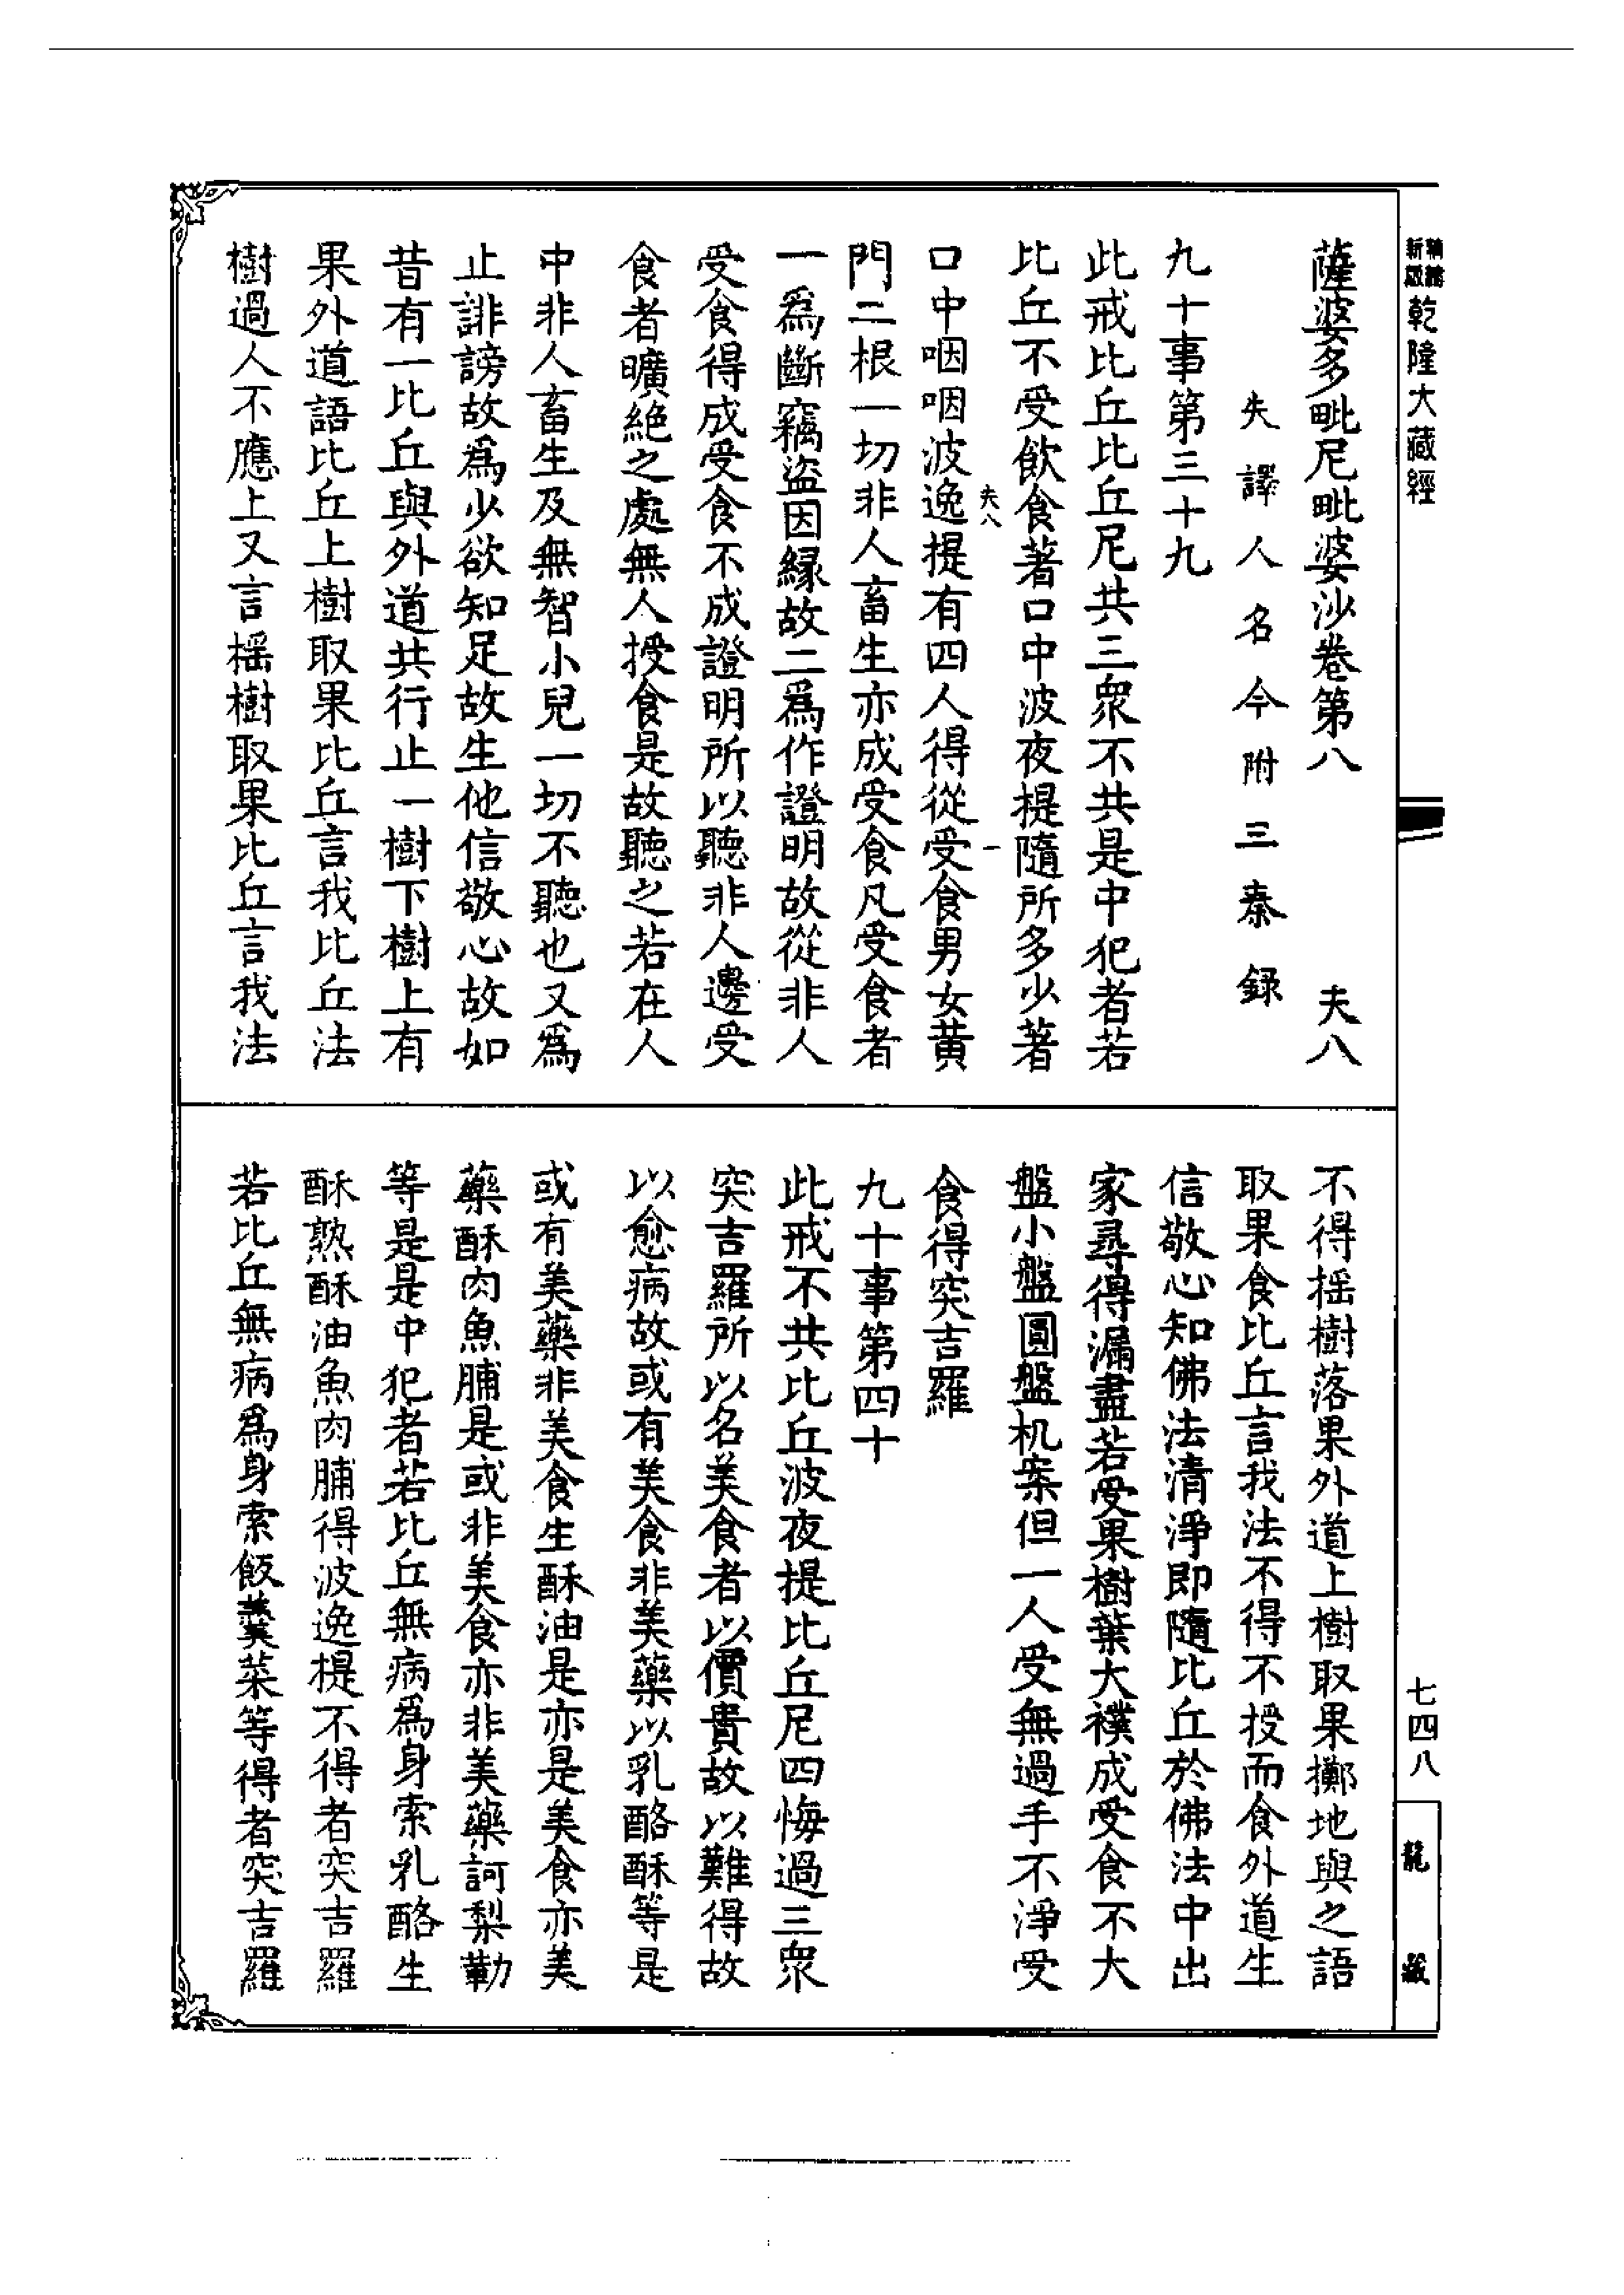 新版精縮乾隆大藏經
薩婆多毗尼毗婆沙卷第八　夫八
失譯人名今附三秦録
九十事第三十九
此戒比丘比丘尼共三眾不共是中犯者若
比丘不受飲食著口中波夜提隨所多少著
夫八　一
口中咽咽波逸提有四人得從受食男女黄
門二根一切非人畜生亦成受食凡受食者
一爲斷竊盜因緣故二爲作證明故從非人
受食得成受食不成證明所以聽非人邊受
食者曠絶之處無人授食是故聽之若在人
中非人畜生及無智小兒一切不聽也又爲
止誹謗故爲少欲知足故生他信敬心故如
昔有一比丘與外道共行止一樹下樹上有
果外道語比丘上樹取果比丘言我比丘法
樹過人不應上又言摇樹取果比丘言我法
不得摇樹落果外道上樹取果擲地與之語
取果食比丘言我法不得不授而食外道生
信敬心知佛法清淨即隨比丘於佛法中出
家尋得漏盡若受果樹葉大襆成受食不大
盤小盤圓盤机案但一人受無過手不淨受
食得突吉羅
九十事第四十
此戒不共比丘波夜提比丘尼四悔過三眾
突吉羅所以名美食者以價貴故以難得故
以愈病故或有美食非美藥以乳酪酥等是
或有美藥非美食生酥油是亦是美食亦美
藥酥肉魚脯是或非美食亦非美藥訶梨勒
等是是中犯者若比丘無病爲身索乳酪生
酥熟酥油魚肉脯得波逸提不得者突吉羅
若比丘無病爲身索飯羹菜等得者突吉羅
七四八
龍藏